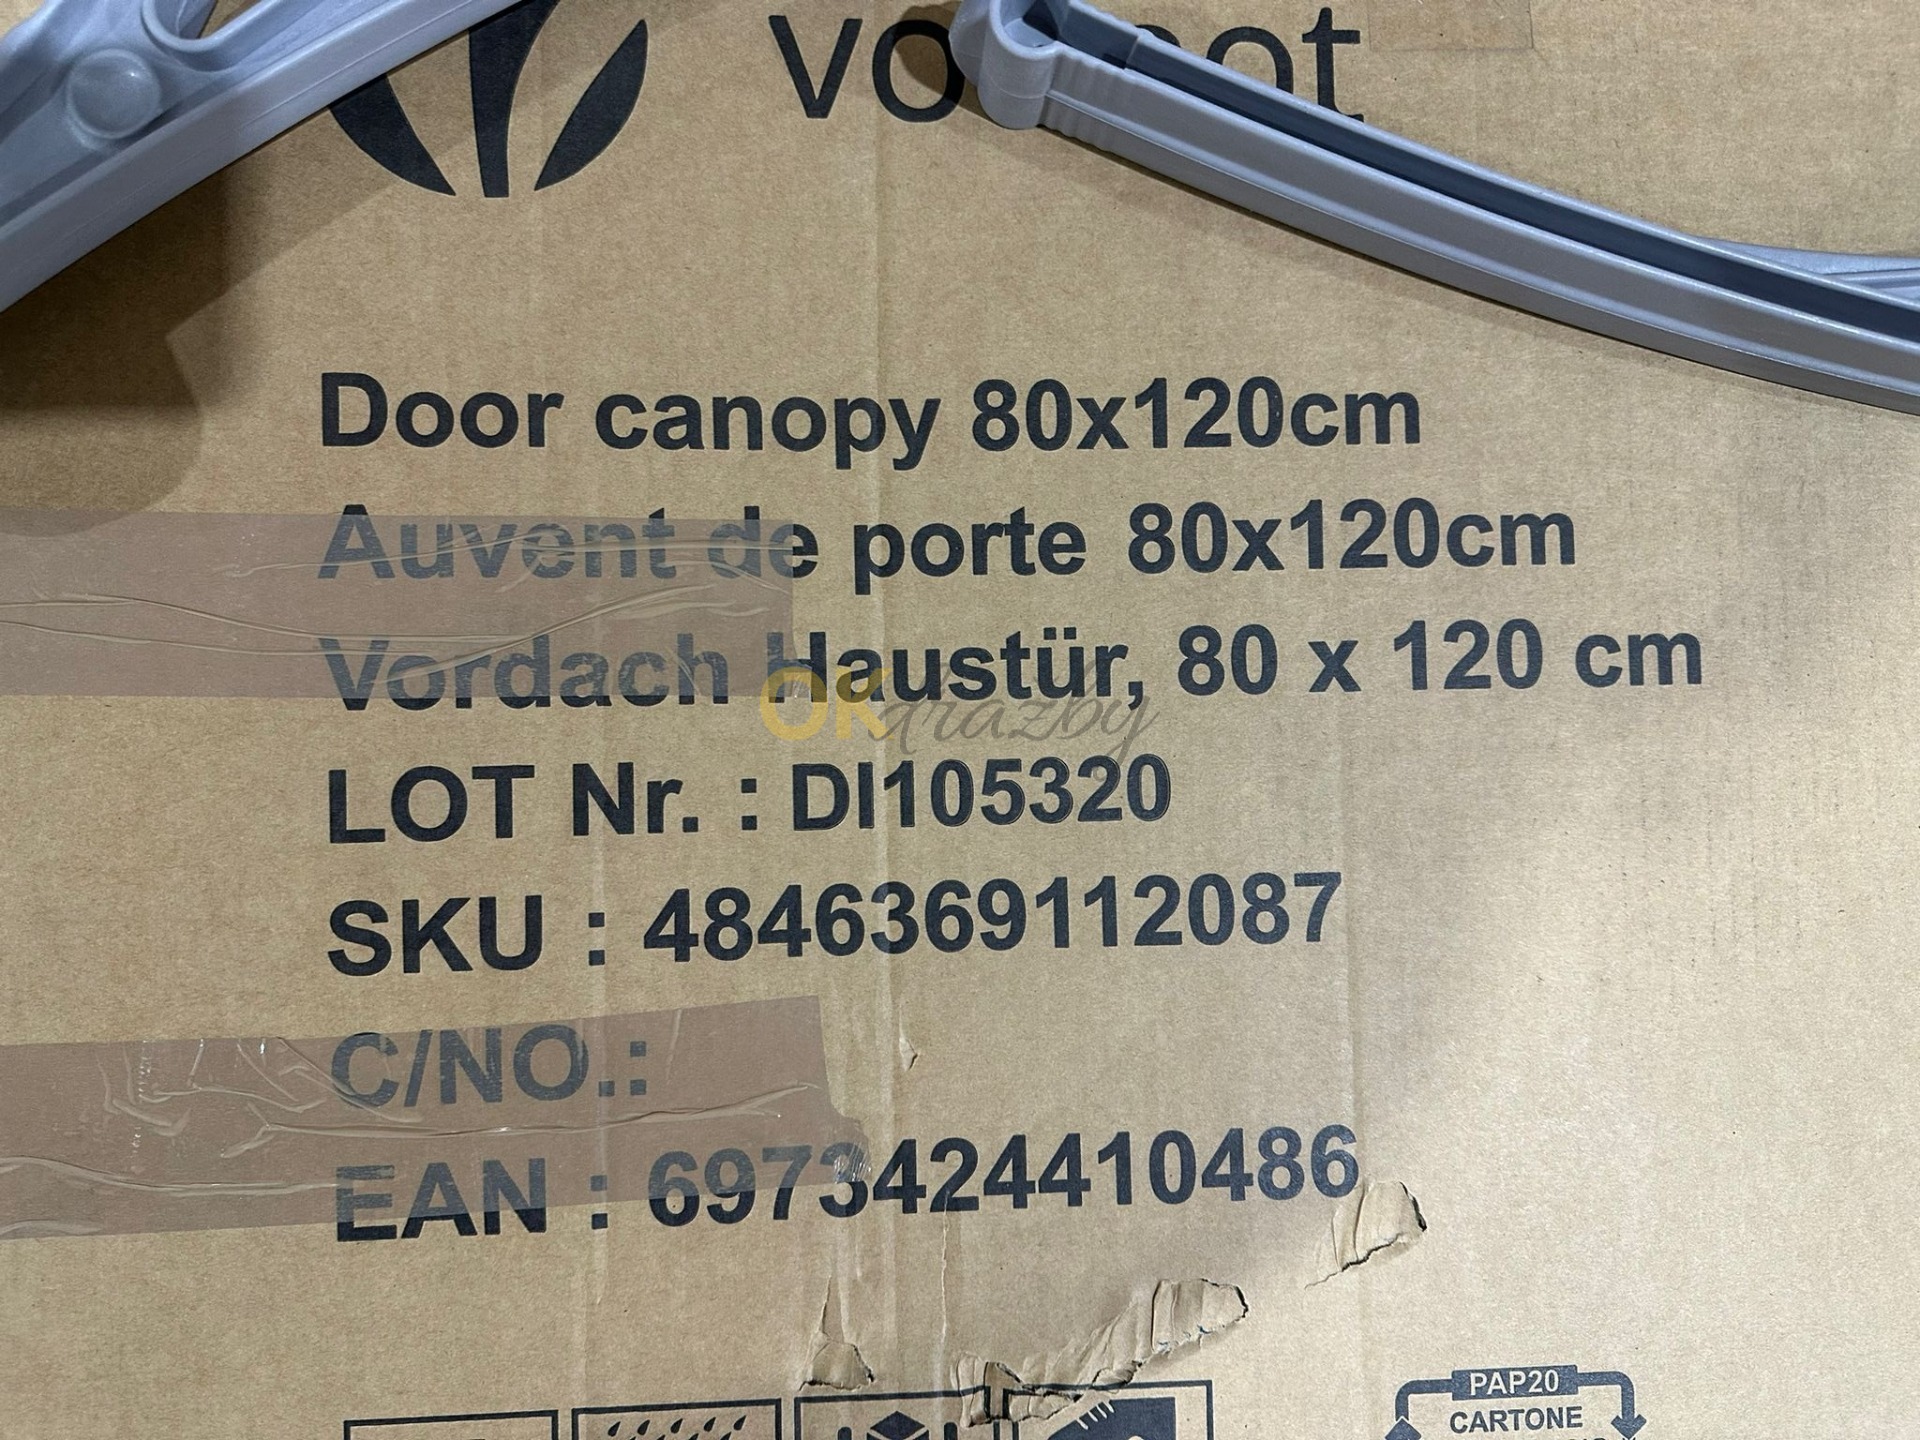 Door canopy 80x120cm
Auvent de porte 80x120cm
Vordach Haustür, 80 x 120 cm
OKdrazby
LOT Nr. : DI105320
SKU : 4846369112087
C/NO.:
EAN : 6973424410486
PAP20
CARTONE